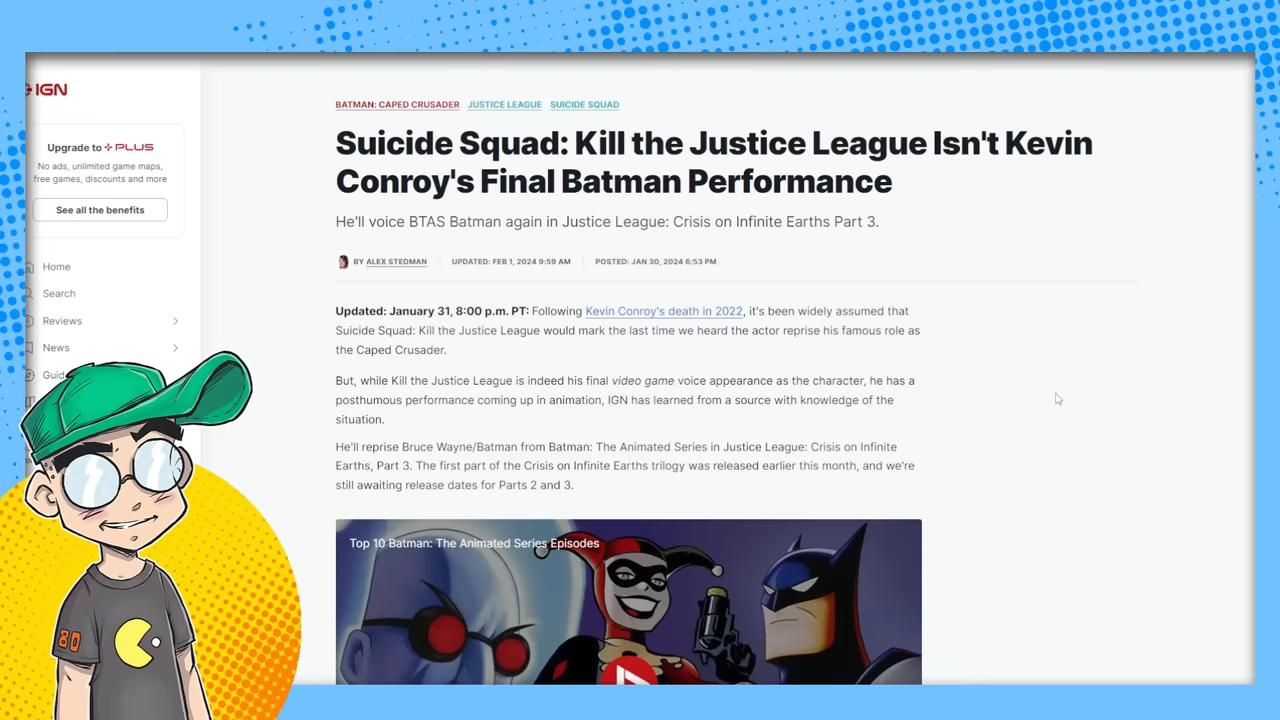 IGN
Upgrade to PLUS
No ads, unlimited game maps,
free games, discounts and more
See all the benefits
Home
Search
Reviews
News
Guid
BATMAN: CAPED CRUSADER JUSTICE LEAGUE SUICIDE SQUAD
Suicide Squad: Kill the Justice League Isn't Kevin
Conroy's Final Batman Performance
He'll voice BTAS Batman again in Justice League: Crisis on Infinite Earths Part 3.
BY ALEX STEDMAN UPDATED: FEB 1, 2024 9:59 AM POSTED: JAN 30, 2024 6:53 PM
Updated: January 31, 8:00 p.m. PT: Following Kevin Conroy's death in 2022, it's been widely assumed that
Suicide Squad: Kill the Justice League would mark the last time we heard the actor reprise his famous role as
the Caped Crusader.
But, while Kill the Justice League is indeed his final video game voice appearance as the character, he has a
posthumous performance coming up in animation, IGN has learned from a source with knowledge of the
situation.
He'll reprise Bruce Wayne/Batman from Batman: The Animated Series in Justice League: Crisis on Infinite
Earths, Part 3. The first part of the Crisis on Infinite Earths trilogy was released earlier this month, and we're
still awaiting release dates for Parts 2 and 3.
Top 10 Batman: The Animated Series Episodes
80